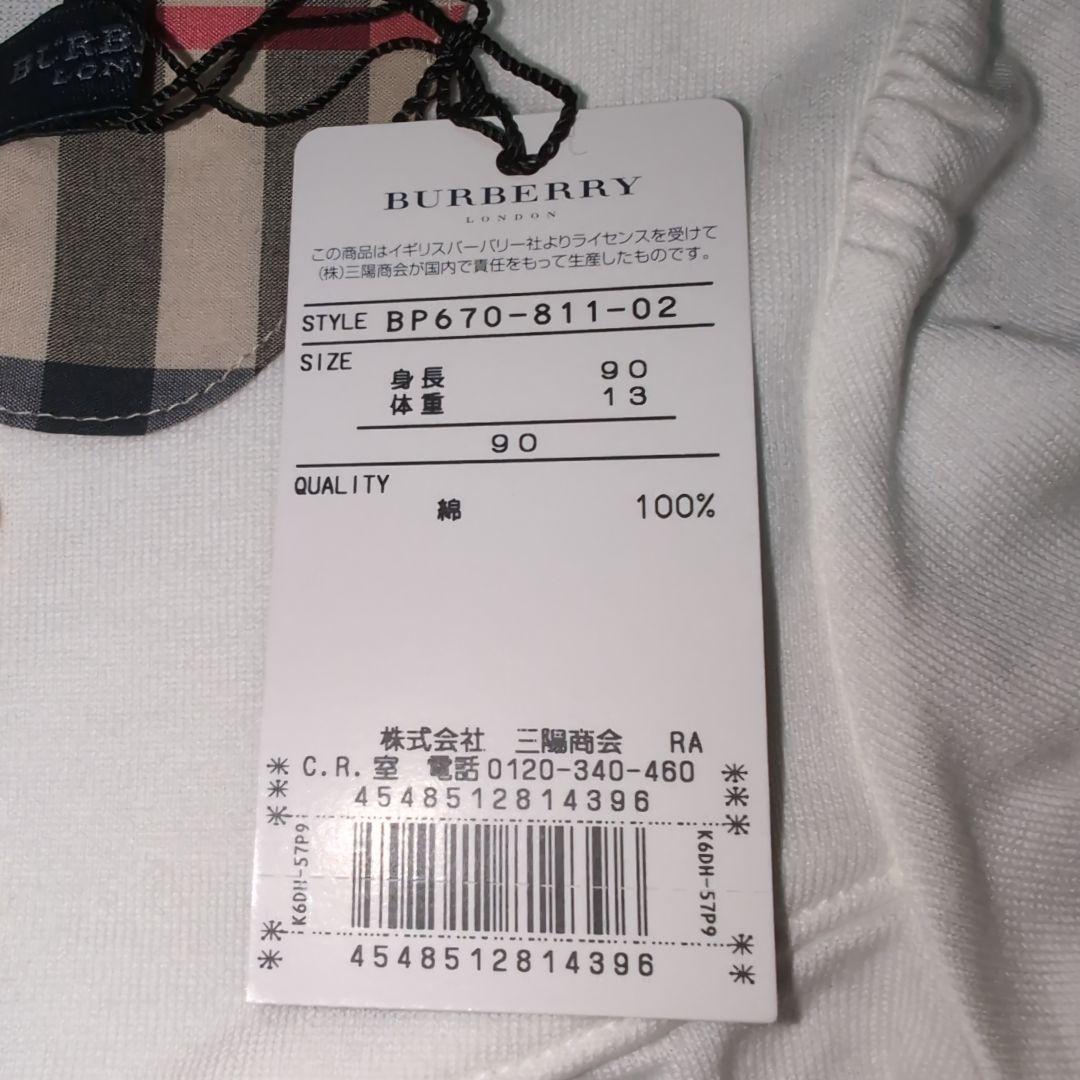 BURBERRY
LONDON
この商品はイギリスバーバリー社よりライセンスを受けて
(株)三陽商会が国内で責任をもって生産したものです。
STYLE BP670-811-02
SIZE
身長 90
体重 13
90
QUALITY
綿 100%
株式会社 三陽商会 RA
C.R.室 電話0120-340-460
4548512814396
K6DH-57P9
K6DH-57P9
4548512814396